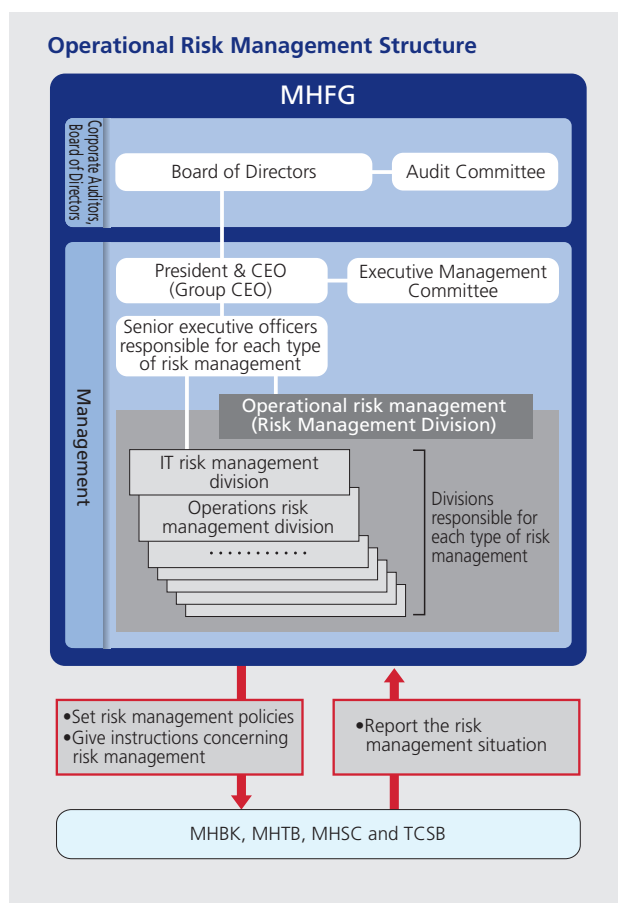 Operational Risk Management Structure
MHFG
Corporate Auditors,
Board of Directors
Board of Directors
Audit Committee
Management
President & CEO
(Group CEO)
Executive Management
Committee
Senior executive officers
responsible for each type
of risk management
Operational risk management
(Risk Management Division)
IT risk management
division
Operations risk
management division
• • • • • • • • • • •
Divisions
responsible for
each type of risk
management
•Set risk management policies
•Give instructions concerning
risk management
•Report the risk
management situation
MHBK, MHTB, MHSC and TCSB